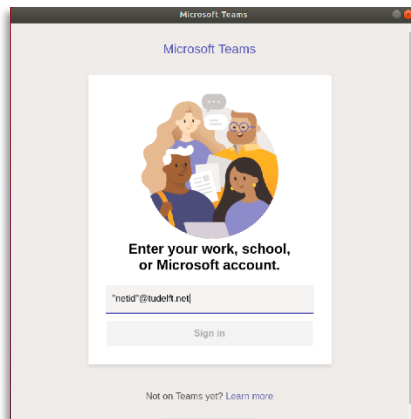 Microsoft Teams
Microsoft Teams
Enter your work, school,
or Microsoft account.
"netid"@tudelft.net
Sign in
Not on Teams yet? Learn more